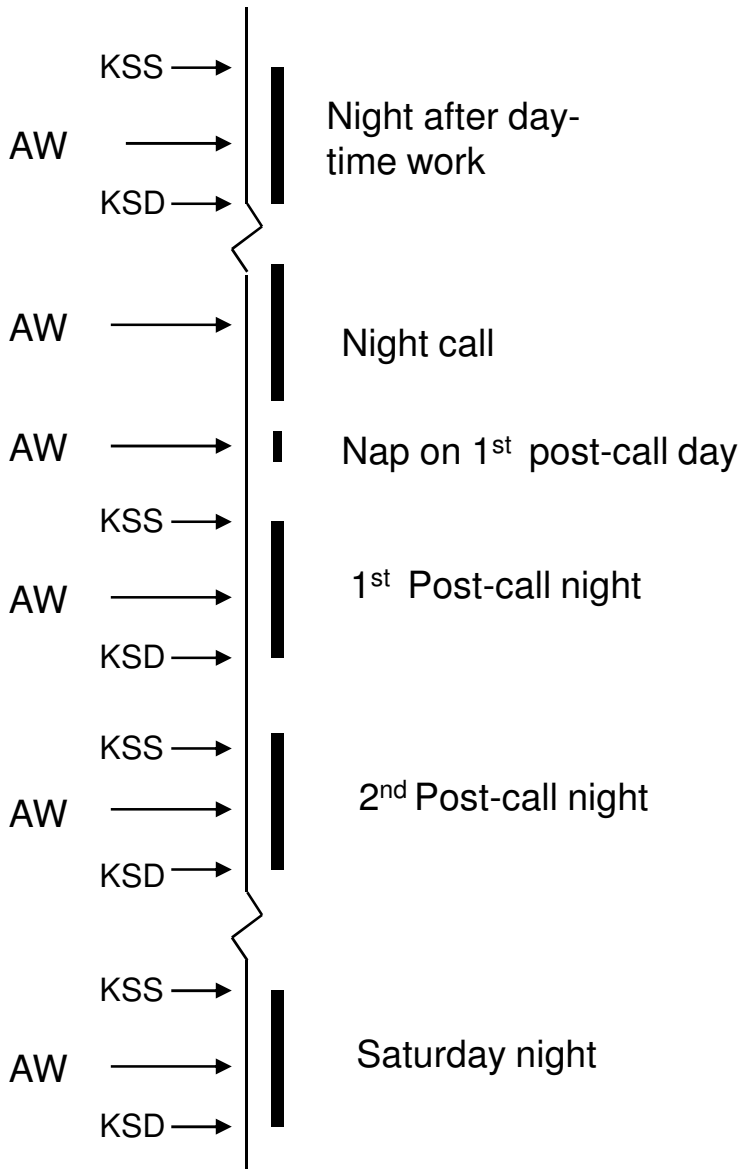 KSS
Night after day-
AW
time work
KSD
AW
Night call
AW
Nap on 1st post-call day
KSS
1st Post-call night
AW
KSD
KSS
2nd Post-call night
AW
KSD
KSS
Saturday night
AW
KSD